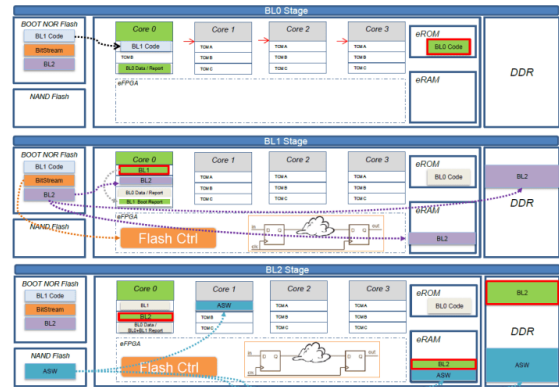 BL0 Stage
BOOT NOR Flash
BL1 Code
BitStream
BL2
NAND Flash
Core 0
BL1 Code
TCM B
BL0 Data / Report
Core 1
TCM A
TCM B
TCM C
Core 2
TCM A
TCM B
TCM C
Core 3
TCM A
TCM B
TCM C
eFPGA
eROM
BL0 Code
eRAM
DDR
BL1 Stage
BOOT NOR Flash
BL1 Code
BitStream
BL2
NAND Flash
Core 0
BL1
BL2
BL0 Data / Report
BL1 Boot Report
Core 1
TCM A
TCM B
TCM C
Core 2
TCM A
TCM B
TCM C
Core 3
TCM A
TCM B
TCM C
eFPGA
Flash Ctrl
D Q
D Q
out
eROM
BL0 Code
eRAM
BL2
BL2
DDR
BL2 Stage
BOOT NOR Flash
BL1 Code
BitStream
BL2
NAND Flash
ASW
Core 0
BL1
BL2
BL0 Data /
BL2+BL1 Report
Core 1
ASW
TCM B
TCM C
Core 2
TCM A
TCM B
TCM C
Core 3
TCM A
TCM B
TCM C
eFPGA
Flash Ctrl
D Q
D Q
eROM
BL0 Code
eRAM
BL2
ASW
BL2
DDR
ASW